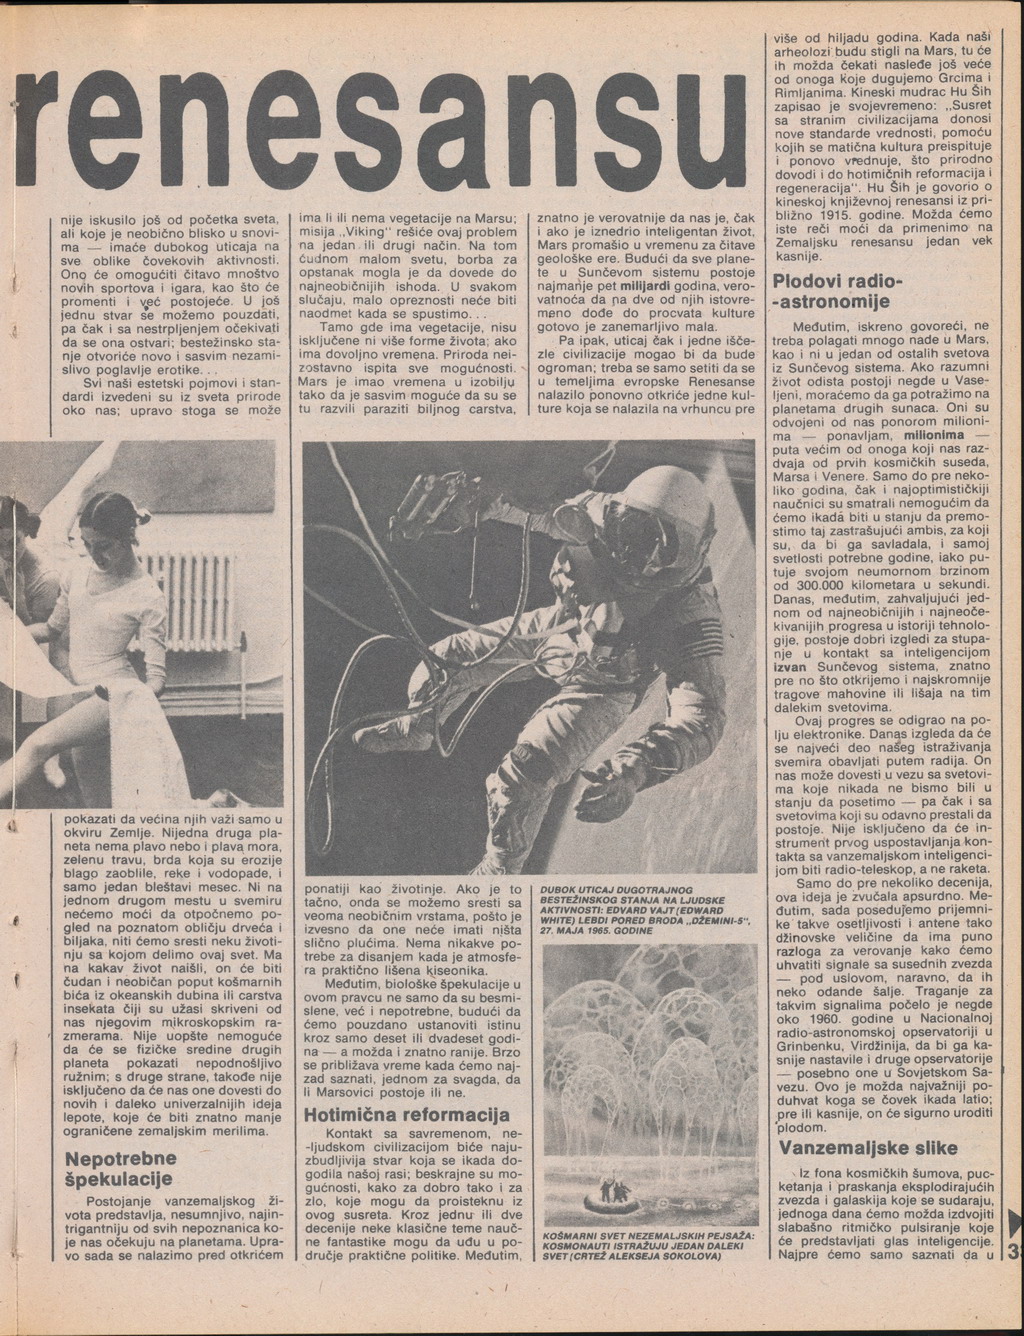 renesansu
nije iskusilo još od početka sveta,
ali koje je neobično blisko u snovi-
ma — imaće dubokog uticaja na
sve oblike čovekovih aktivnosti.
Ono će omogućiti čitavo mnoštvo
novih sportova i igara, kao što će
promenti i već postojeće. U još
jednu stvar se možemo pouzdati,
pa čak i sa nestrpljenjem očekivati
da se ona ostvari; bestežinsko sta-
nje otvoriće novo i sasvim nezami-
slivo poglavlje erotike...
Svi naši estetski pojmovi i stan-
dardi izvedeni su iz sveta prirode
oko nas; upravo stoga se može
pokazati da većina njih važi samo u
okviru Zemlje. Nijedna druga pla-
neta nema plavo nebo i plava mora,
zelenu travu, brda koja su erozije
blago zaoblile, reke i vodopade, i
samo jedan bleštavi mesec. Ni na
jednom drugom mestu u svemiru
nećemo moći da otpočnemo po-
gled na poznatom obličju drveća i
biljaka, niti ćemo sresti neku životi-
nju sa kojom delimo ovaj svet. Ma
na kakav život naišli, on će biti
čudan i neobičan poput košmarnih
bića iz okeanskih dubina ili carstva
insekata čiji su užasi skriveni od
nas njegovim mikroskopskim ra-
zmerama. Nije uopšte nemoguće
da će se fizičke sredine drugih
planeta pokazati nepodnošljivo
ružnim; s druge strane, takođe nije
isključeno da će nas one dovesti do
novih i daleko univerzalnijih ideja
lepote, koje će biti znatno manje
ograničene zemaljskim merilima.
Nepotrebne
špekulacije
Postojanje vanzemaljskog ži-
vota predstavlja, nesumnjivo, najin-
trigantniju od svih nepoznanica ko-
je nas očekuju na planetama. Upra-
vo sada se nalazimo pred otkrićem
ima li ili nema vegetacije na Marsu;
misija „Viking" rešiće ovaj problem
na jedan ili drugi način. Na tom
ćudnom malom svetu, borba za
opstanak mogla je da dovede do
najneobičnijih ishoda. U svakom
slučaju, malo opreznosti neće biti
naodmet kada se spustimo...
Tamo gde ima vegetacije, nisu
isključene ni više forme života; ako
ima dovoljno vremena. Priroda nei-
zostavno ispita sve mogućnosti.
Mars je imao vremena u izobilju
tako da je sasvim moguće da su se
tu razvili paraziti biljnog carstva,
ponatiji kao životinje. Ako je to
tačno, onda se možemo sresti sa
veoma neobičnim vrstama, pošto je
izvesno da one neće imati ništa
slično plućima. Nema nikakve po-
trebe za disanjem kada je atmosfe-
ra praktično lišena kiseonika.
Međutim, biološke špekulacije u
ovom pravcu ne samo da su besmi-
slene, već i nepotrebne, budući da
ćemo pouzdano ustanoviti istinu
kroz samo deset ili dvadeset godi-
na — a možda i znatno ranije. Brzo
se približava vreme kada ćemo naj-
zad saznati, jednom za svagda, da
li Marsovici postoje ili ne.
Hotimična reformacija
Kontakt sa savremenom, ne-
-ljudskom civilizacijom biće naju-
zbudljivija stvar koja se ikada do-
godila našoj rasi; beskrajne su mo-
gućnosti, kako za dobro tako i za
zlo, koje mogu da proisteknu iz
ovog susreta. Kroz jednu ili dve
decenije neke klasične teme nauč-
ne fantastike mogu da uđu u po-
dručje praktične politike. Međutim,
znatno je verovatnije da nas je, čak
i ako je iznedrio inteligentan život,
Mars promašio u vremenu za čitave
geološke ere. Budući da sve plane-
te u Sunčevom sistemu postoje
najmanje pet milijardi godina, vero-
vatnoća da na dve od njih istovre-
meno dođe do procvata kulture
gotovo je zanemarljivo mala.
Pa ipak, uticaj čak i jedne išče-
zle civilizacije mogao bi da bude
ogroman; treba se samo setiti da se
u temeljima evropske Renesanse
nalazilo ponovno otkriće jedne kul-
ture koja se nalazila na vrhuncu pre
DUBOK UTICAJ DUGOTRAJNOG
BESTEŽINSKOG STANJA NA LJUDSKE
AKTIVNOSTI: EDVARD VAJT (EDWARD
WHITE) LEBDI PORED BRODA „DŽEMINI-5",
27. MAJA 1965. GODINE
KOŠMARNI SVET NEZEMALJSKIH PEJSAŽA:
KOSMONAUTI ISTRAŽUJU JEDAN DALEKI
SVET (CRTEŽ ALEKSEJA SOKOLOVA)
više od hiljadu godina. Kada naši
arheolozi budu stigli na Mars, tu će
ih možda čekati nasleđe još veće
od onoga koje dugujemo Grcima i
Rimljanima. Kineski mudrac Hu Ših
zapisao je svojevremeno: „Susret
sa stranim civilizacijama donosi
nove standarde vrednosti, pomoću
kojih se matična kultura preispituje
i ponovo vrednuje, što prirodno
dovodi i do hotimičnih reformacija i
regeneracija". Hu Ših je govorio o
kineskoj književnoj renesansi iz pri-
bližno 1915. godine. Možda ćemo
iste reči moći da primenimo na
Zemaljsku renesansu jedan vek
kasnije.
Plodovi radio-
-astronomije
Međutim, iskreno govoreći, ne
treba polagati mnogo nade u Mars,
kao i ni u jedan od ostalih svetova
iz Sunčevog sistema. Ako razumni
život odista postoji negde u Vase-
ljeni, moraćemo da ga potražimo na
planetama drugih sunaca. Oni su
odvojeni od nas ponorom milioni-
ma — ponavljam, milionima —
puta većim od onoga koji nas raz-
dvaja od prvih kosmičkih suseda,
Marsa i Venere. Samo do pre neko-
liko godina, čak i najoptimističkiji
naučnici su smatrali nemogućim da
ćemo ikada biti u stanju da premo-
stimo taj zastrašujući ambis, za koji
su, da bi ga savladala, i samoj
svetlosti potrebne godine, iako pu-
tuje svojom neumornom brzinom
od 300.000 kilometara u sekundi.
Danas, međutim, zahvaljujući jed-
nom od najneobičnijih i najneoče-
kivanijih progresa u istoriji tehnolo-
gije, postoje dobri izgledi za stupa-
nje u kontakt sa inteligencijom
izvan Sunčevog sistema, znatno
pre no što otkrijemo i najskromnije
tragove mahovine ili lišaja na tim
dalekim svetovima.
Ovaj progres se odigrao na po-
lju elektronike. Danas izgleda da će
se najveći deo našeg istraživanja
svemira obavljati putem radija. On
nas može dovesti u vezu sa svetovi-
ma koje nikada ne bismo bili u
stanju da posetimo — pa čak i sa
svetovima koji su odavno prestali da
postoje. Nije isključeno da će in-
strument prvog uspostavljanja kon-
takta sa vanzemaljskom inteligenci-
jom biti radio-teleskop, a ne raketa.
Samo do pre nekoliko decenija,
ova ideja je zvučala apsurdno. Me-
đutim, sada posedujemo prijemni-
ke takve osetljivosti i antene tako
džinovske veličine da ima puno
razloga za verovanje kako ćemo
uhvatiti signale sa susednih zvezda
— pod uslovom, naravno, da ih
neko odande šalje. Traganje za
takvim signalima počelo je negde
oko 1960. godine u Nacionalnoj
radio-astronomskoj opservatoriji u
Grinbenku, Virdžinija, da bi ga ka-
snije nastavile i druge opservatorije
— posebno one u Sovjetskom Sa-
vezu. Ovo je možda najvažniji po-
duhvat koga se čovek ikada latio;
pre ili kasnije, on će sigurno uroditi
plodom.
Vanzemaljske slike
Iz fona kosmičkih šumova, puc-
ketanja i praskanja eksplodirajućih
zvezda i galaksija koje se sudaraju,
jednoga dana ćemo možda izdvojiti
slabašno ritmičko pulsiranje koje
će predstavljati glas inteligencije.
Najpre ćemo samo saznati da u